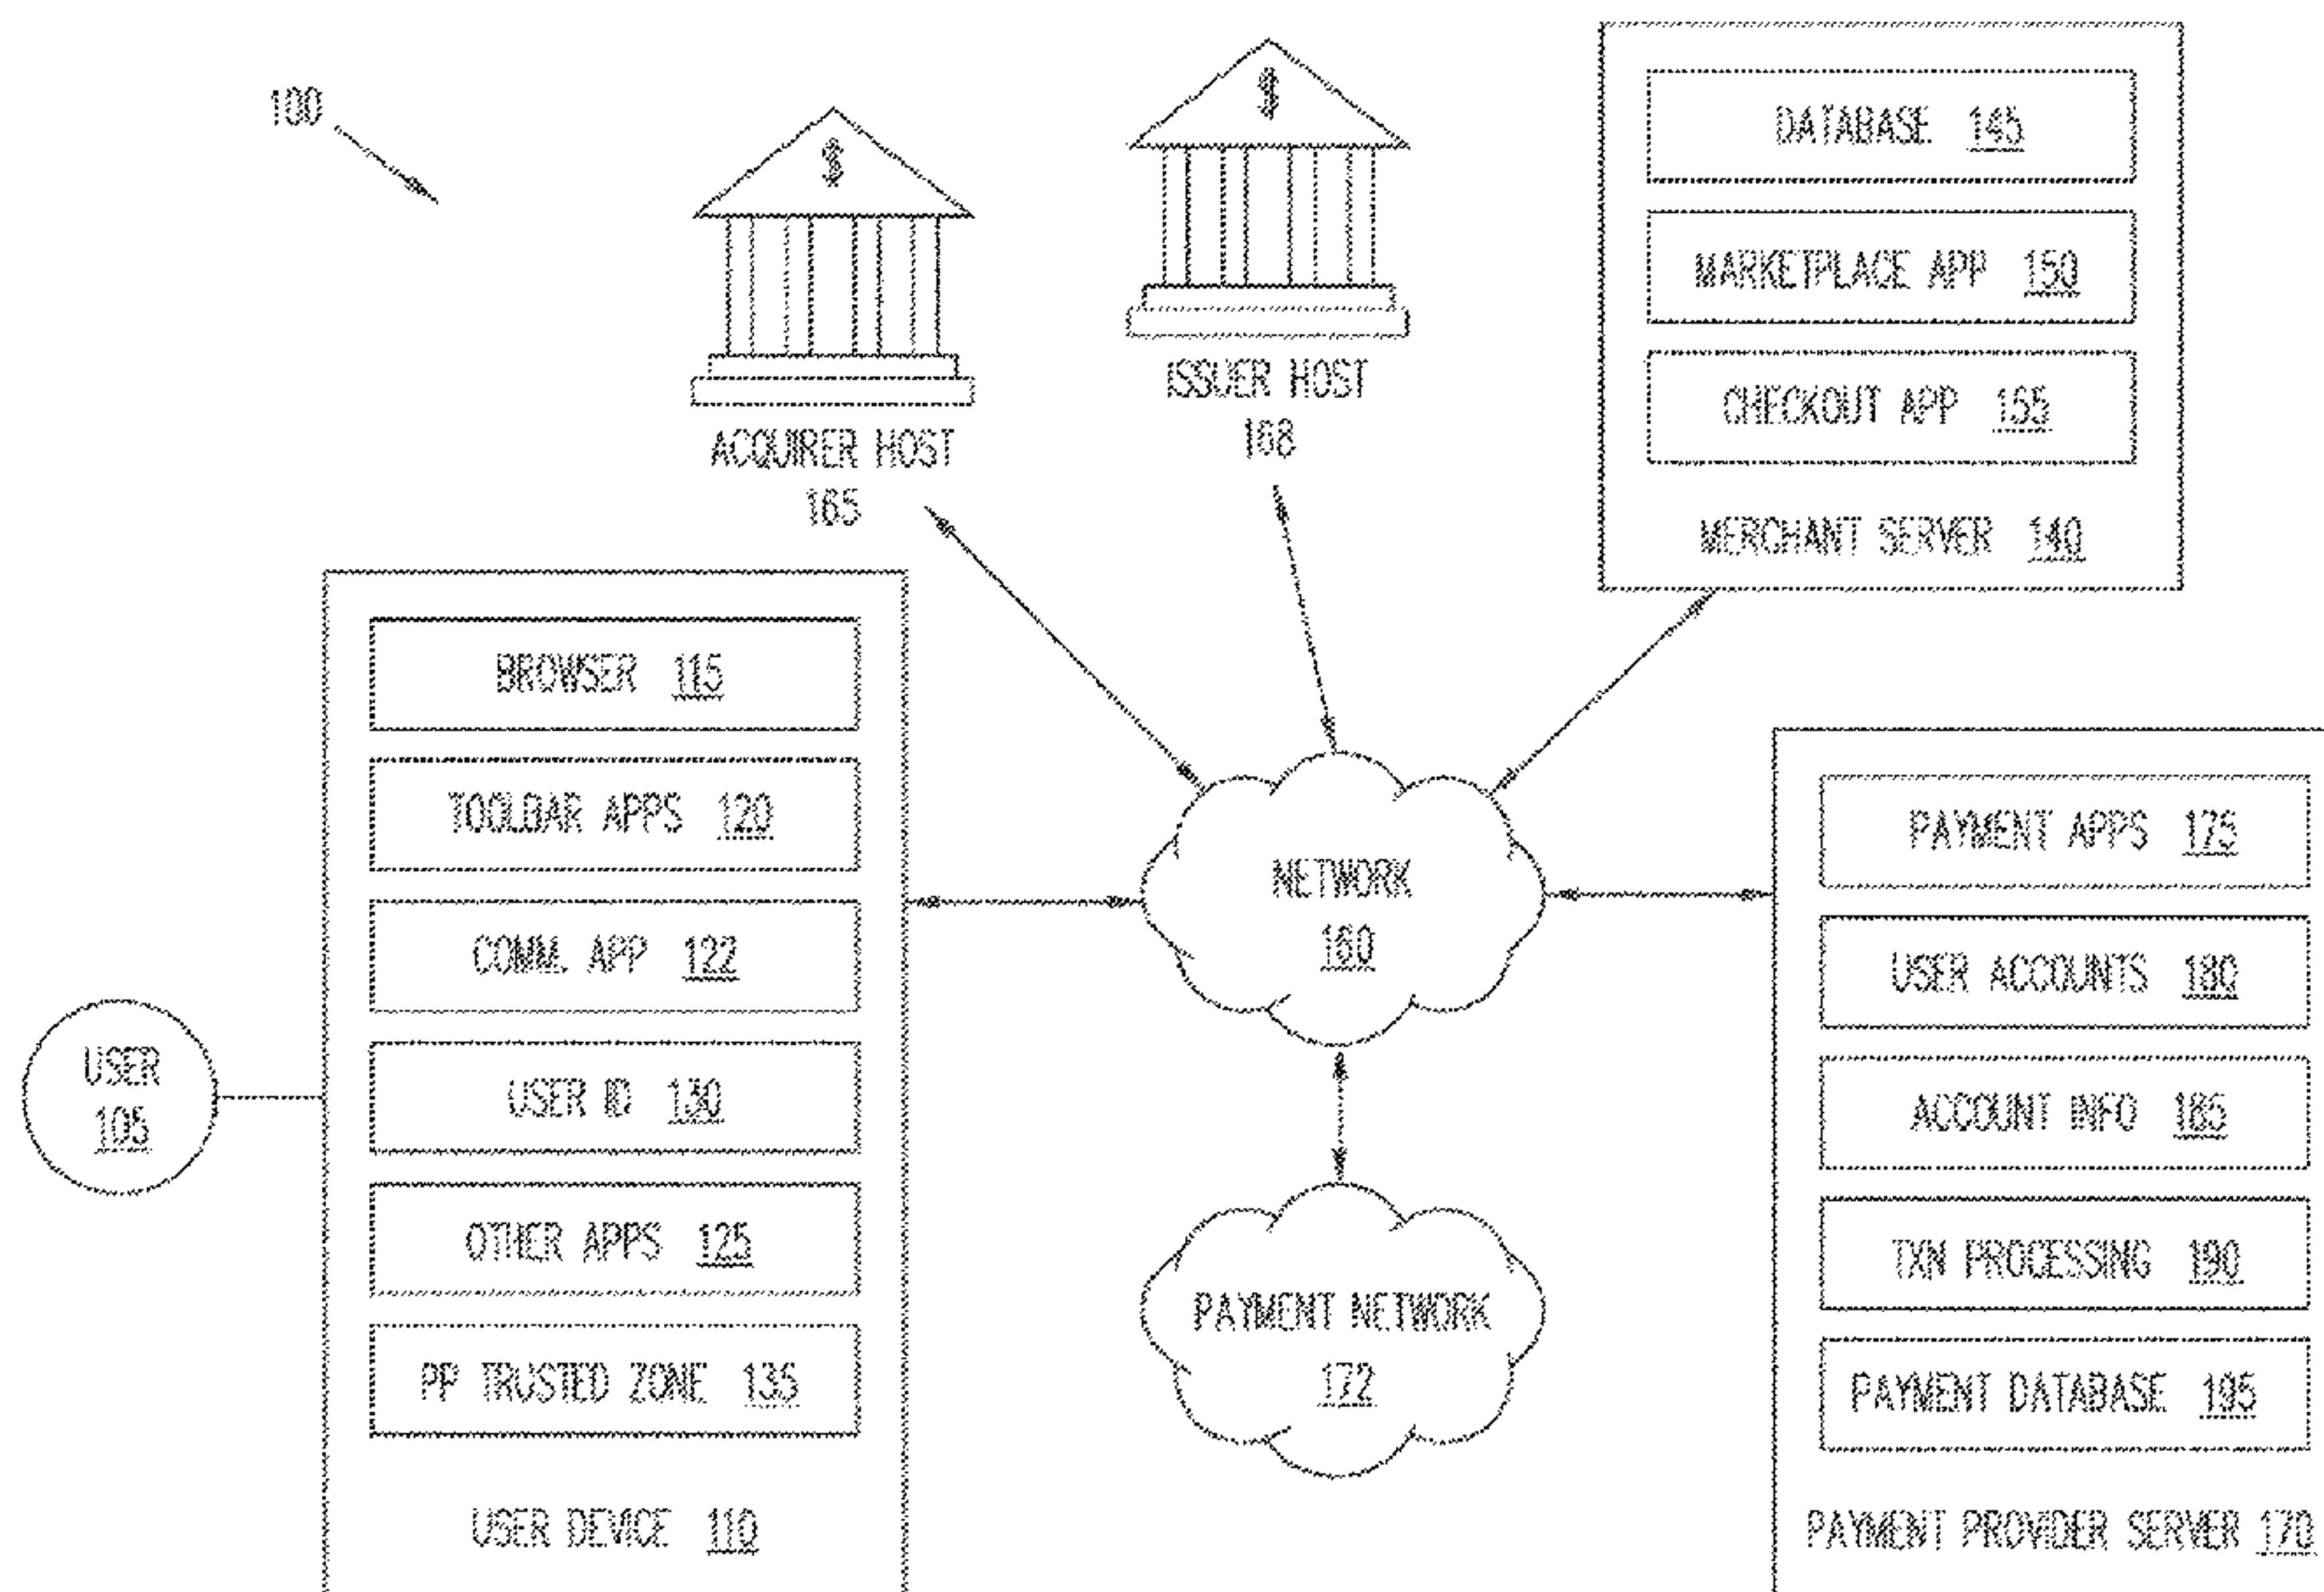 100
$
$
ACQUIRER HOST
165
ISSUER HOST
168
DATABASE 145
MARKETPLACE APP 150
CHECKOUT APP 155
MERCHANT SERVER 140
BROWSER 115
TOOLBAR APPS 120
COMM. APP 122
USER ID 130
OTHER APPS 125
PP TRUSTED ZONE 135
USER DEVICE 110
USER
105
NETWORK
160
PAYMENT NETWORK
172
PAYMENT APPS 175
USER ACCOUNTS 180
ACCOUNT INFO 185
TXN PROCESSING 190
PAYMENT DATABASE 195
PAYMENT PROVIDER SERVER 170